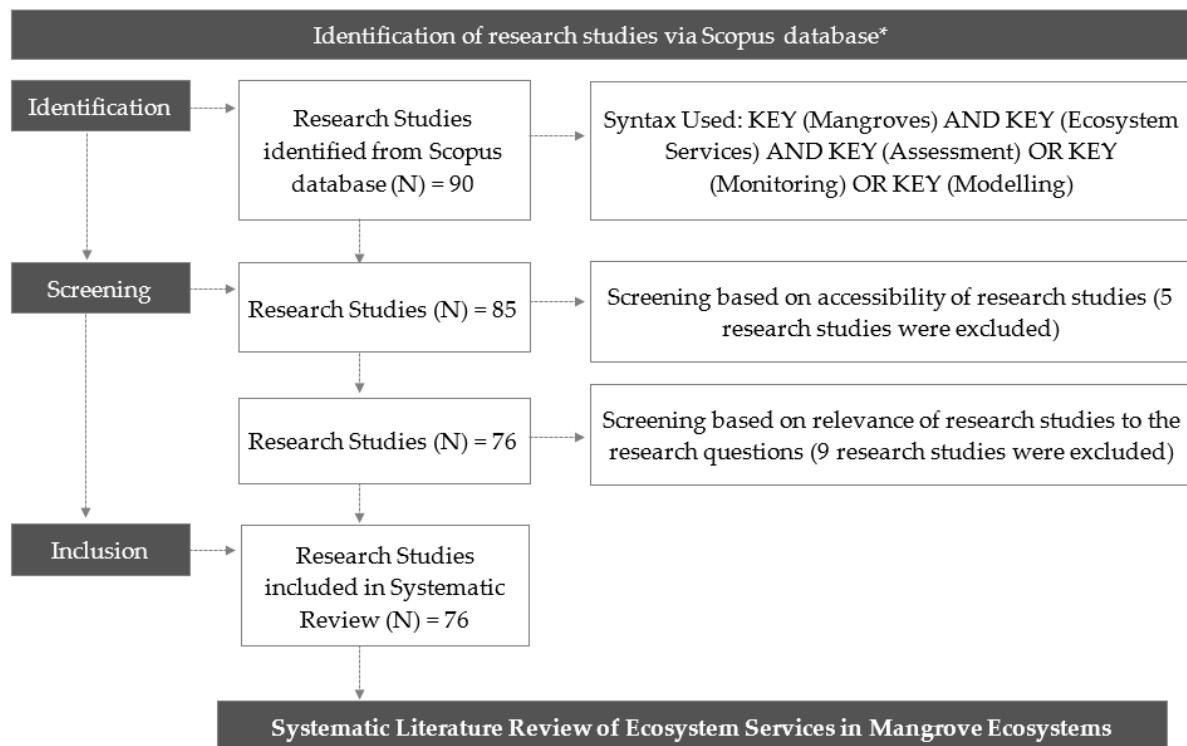 Identification of research studies via Scopus database*
Identification
Research Studies
identified from Scopus
database (N) = 90
Syntax Used: KEY (Mangroves) AND KEY (Ecosystem
Services) AND KEY (Assessment) OR KEY
(Monitoring) OR KEY (Modelling)
Screening
Research Studies (N) = 85
Screening based on accessibility of research studies (5
research studies were excluded)
Research Studies (N) = 76
Screening based on relevance of research studies to the
research questions (9 research studies were excluded)
Inclusion
Research Studies
included in Systematic
Review (N) = 76
Systematic Literature Review of Ecosystem Services in Mangrove Ecosystems